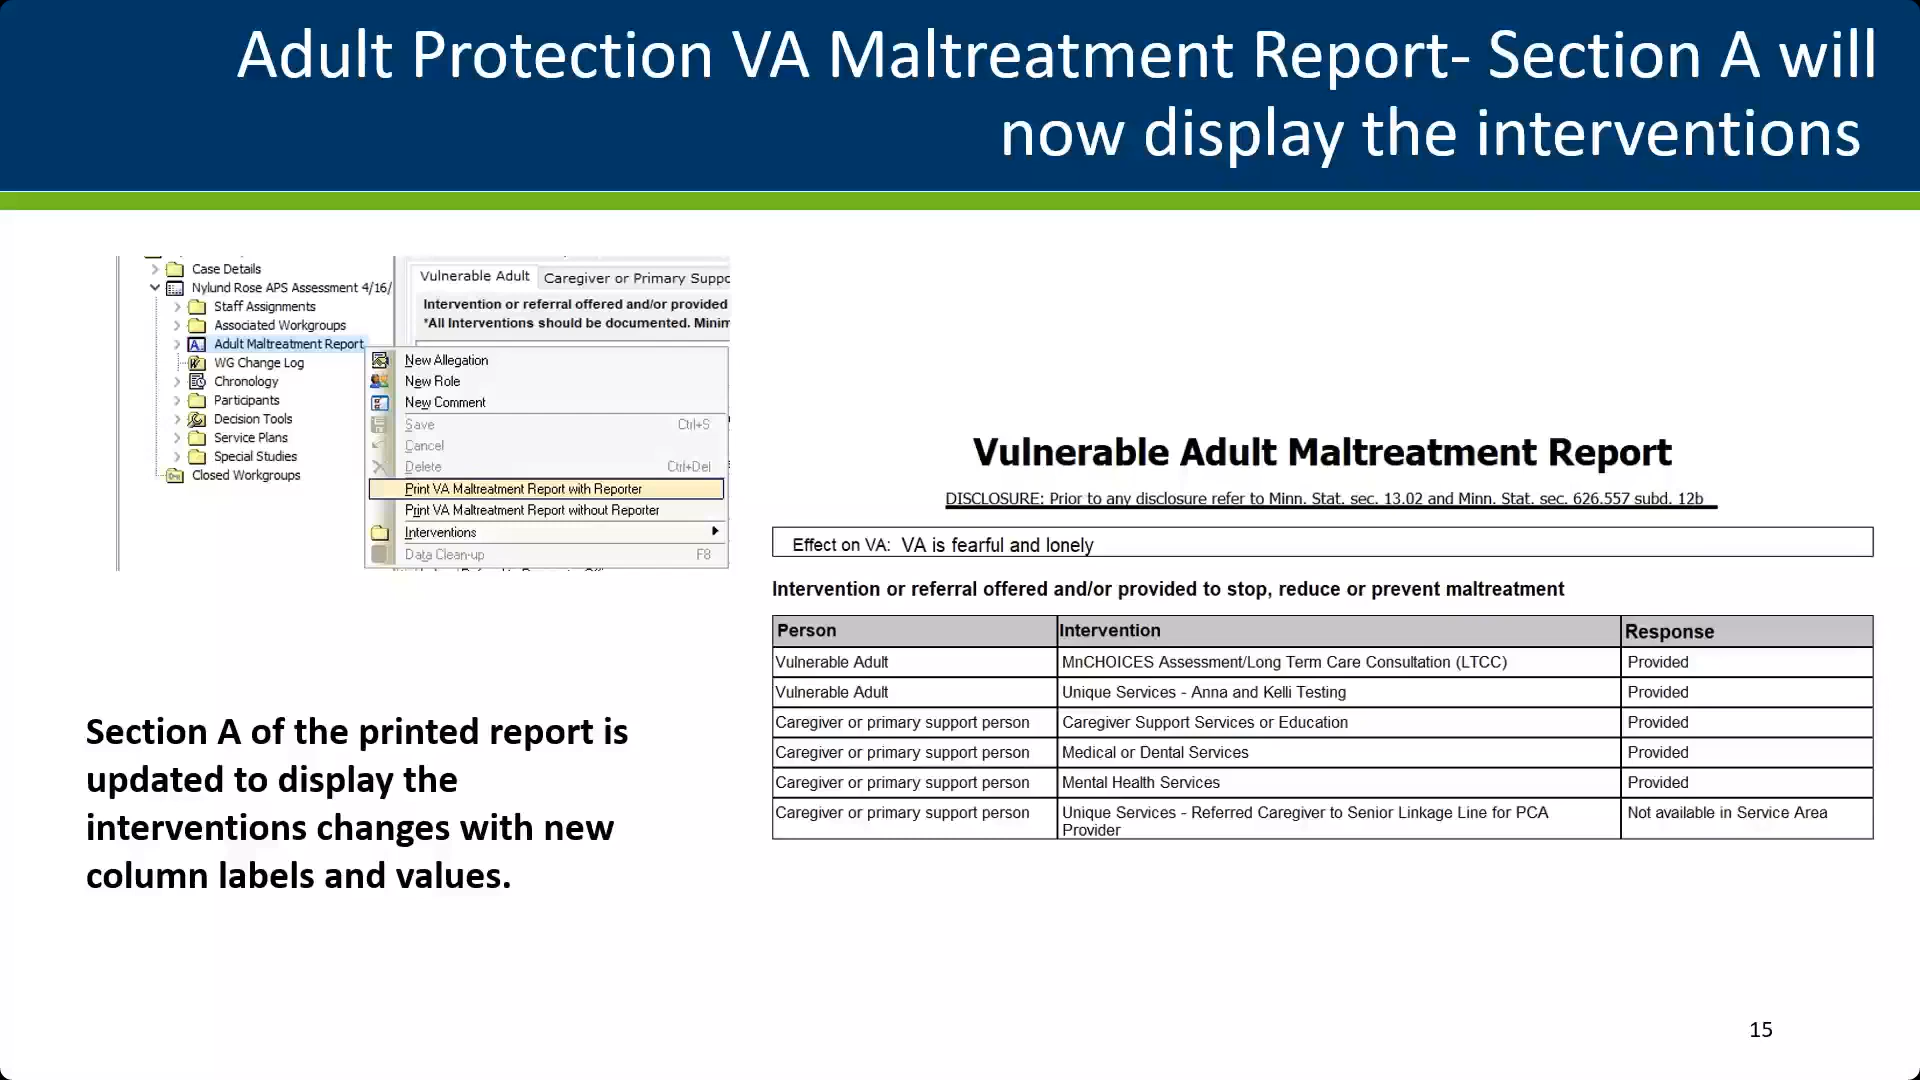 Adult Protection VA Maltreatment Report- Section A will
now display the interventions
Case Details
Nylund Rose APS Assessment 4/16/
Staff Assignments
Associated Workgroups
Adult Maltreatment Report
WG Change Log
Chronology
Participants
Decision Tools
Service Plans
Special Studies
Closed Workgroups
Vulnerable Adult
Caregiver or Primary Suppo
Intervention or referral offered and/or provided
*All Interventions should be documented. Minim
New Allegation
New Role
New Comment
Save Ctrl+S
Cancel
Delete Ctrl+Del
Print VA Maltreatment Report with Reporter
Print VA Maltreatment Report without Reporter
Interventions
Data Clean-up F8
Section A of the printed report is
updated to display the
interventions changes with new
column labels and values.
Vulnerable Adult Maltreatment Report
DISCLOSURE: Prior to any disclosure refer to Minn. Stat. sec. 13.02 and Minn. Stat. sec. 626.557 subd. 12b
Effect on VA: VA is fearful and lonely
Intervention or referral offered and/or provided to stop, reduce or prevent maltreatment
Person Intervention Response
Vulnerable Adult MnCHOICES Assessment/Long Term Care Consultation (LTCC) Provided
Vulnerable Adult Unique Services - Anna and Kelli Testing Provided
Caregiver or primary support person Caregiver Support Services or Education Provided
Caregiver or primary support person Medical or Dental Services Provided
Caregiver or primary support person Mental Health Services Provided
Caregiver or primary support person Unique Services - Referred Caregiver to Senior Linkage Line for PCA Not available in Service Area
Provider
15